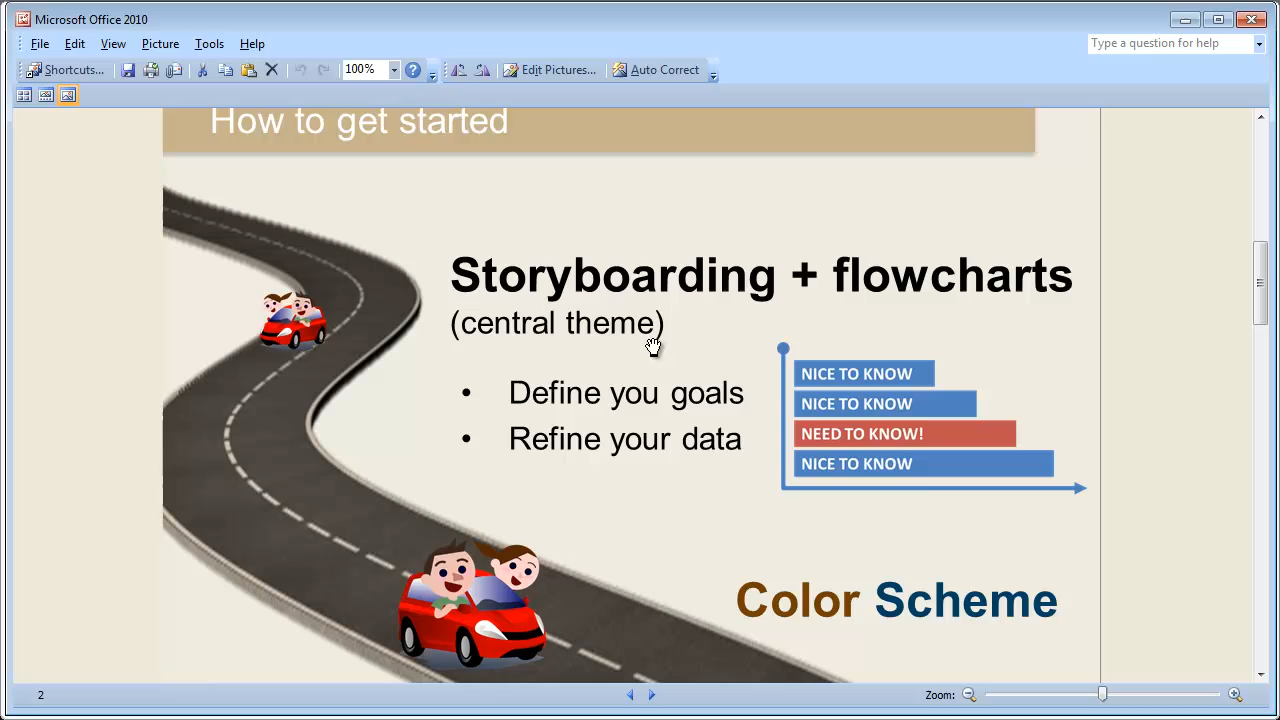 Microsoft Office 2010
File Edit View Picture Tools Help
Type a question for help
Shortcuts... 100% Edit Pictures... Auto Correct
How to get started
Storyboarding + flowcharts
(central theme)
• Define you goals
• Refine your data
NICE TO KNOW
NICE TO KNOW
NEED TO KNOW!
NICE TO KNOW
Color Scheme
2
Zoom: